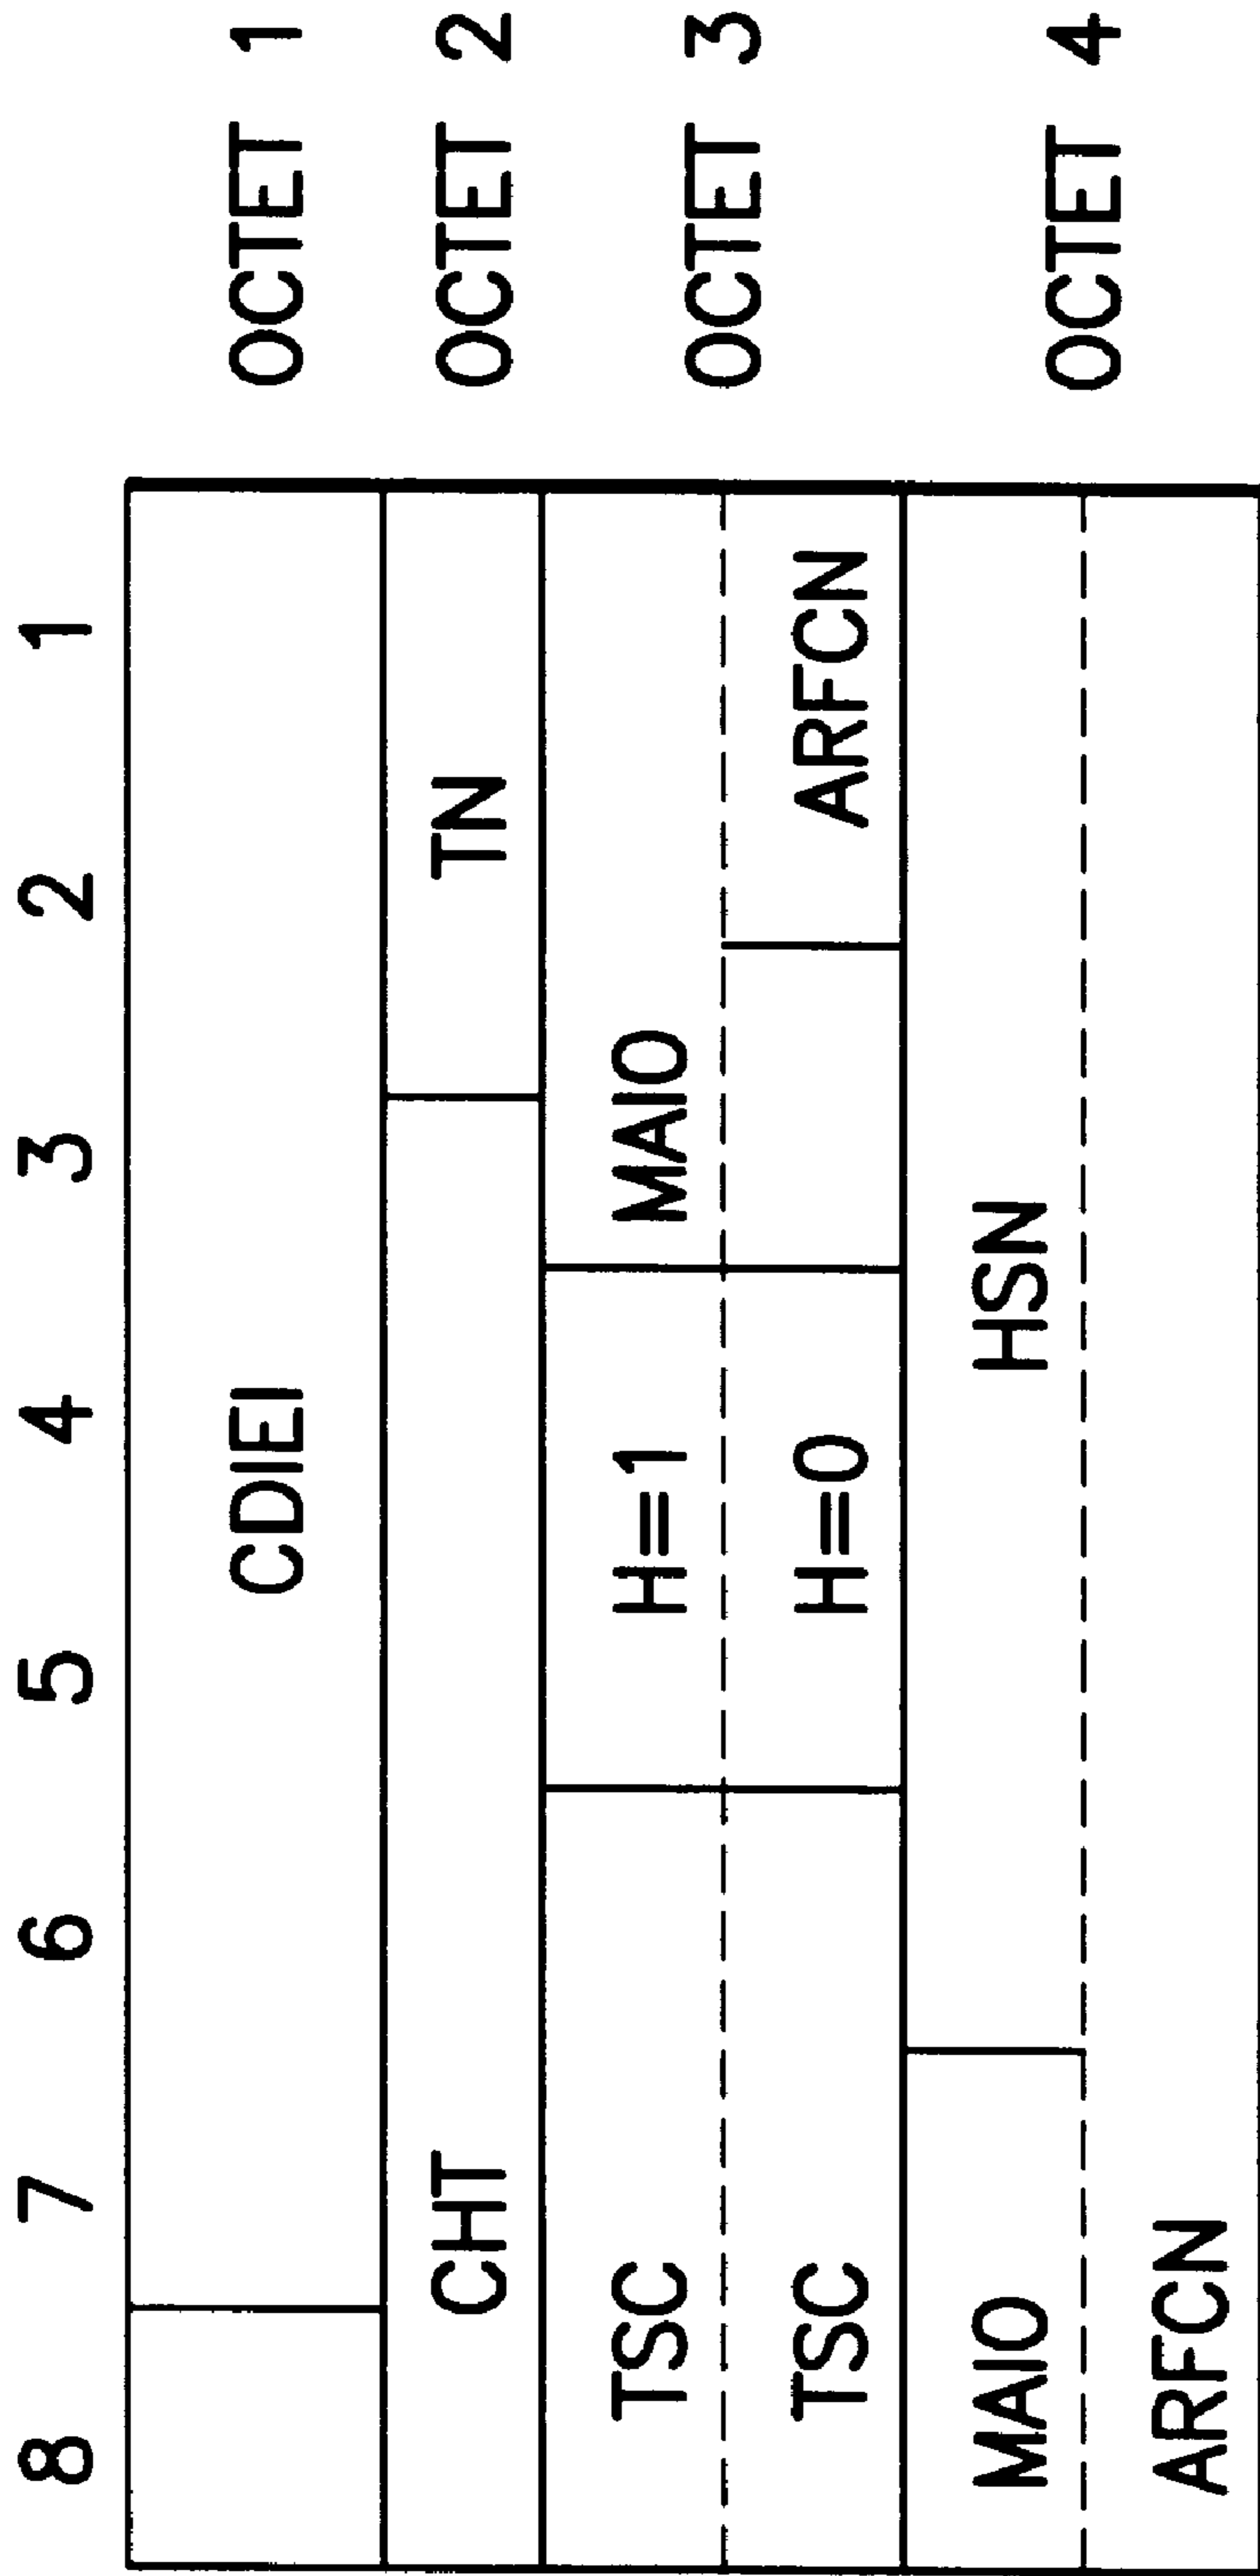 8 7 6 5 4 3 2 1
CDIEI OCTET 1
CHT TN OCTET 2
TSC H=1 MAIO OCTET 3
TSC H=0 ARFCN
MAIO HSN OCTET 4
ARFCN